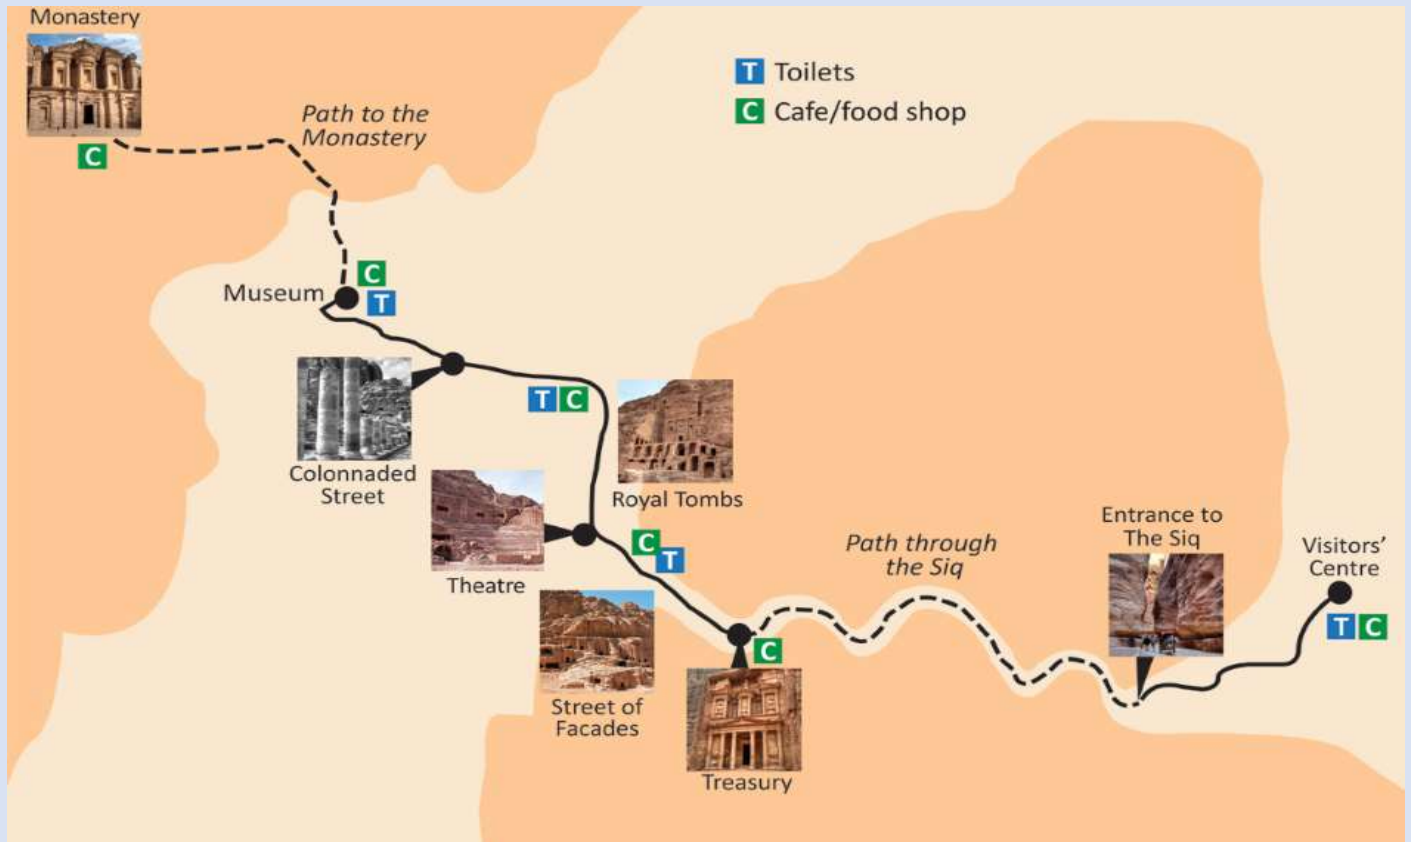 Monastery
C
Path to the
Monastery
T Toilets
C Cafe/food shop
C
Museum
T
T C
Colonnaded
Street
Royal Tombs
Theatre
C
T
Path through
the Siq
Entrance to
The Siq
Visitors’
Centre
T C
Street of
Facades
C
Treasury